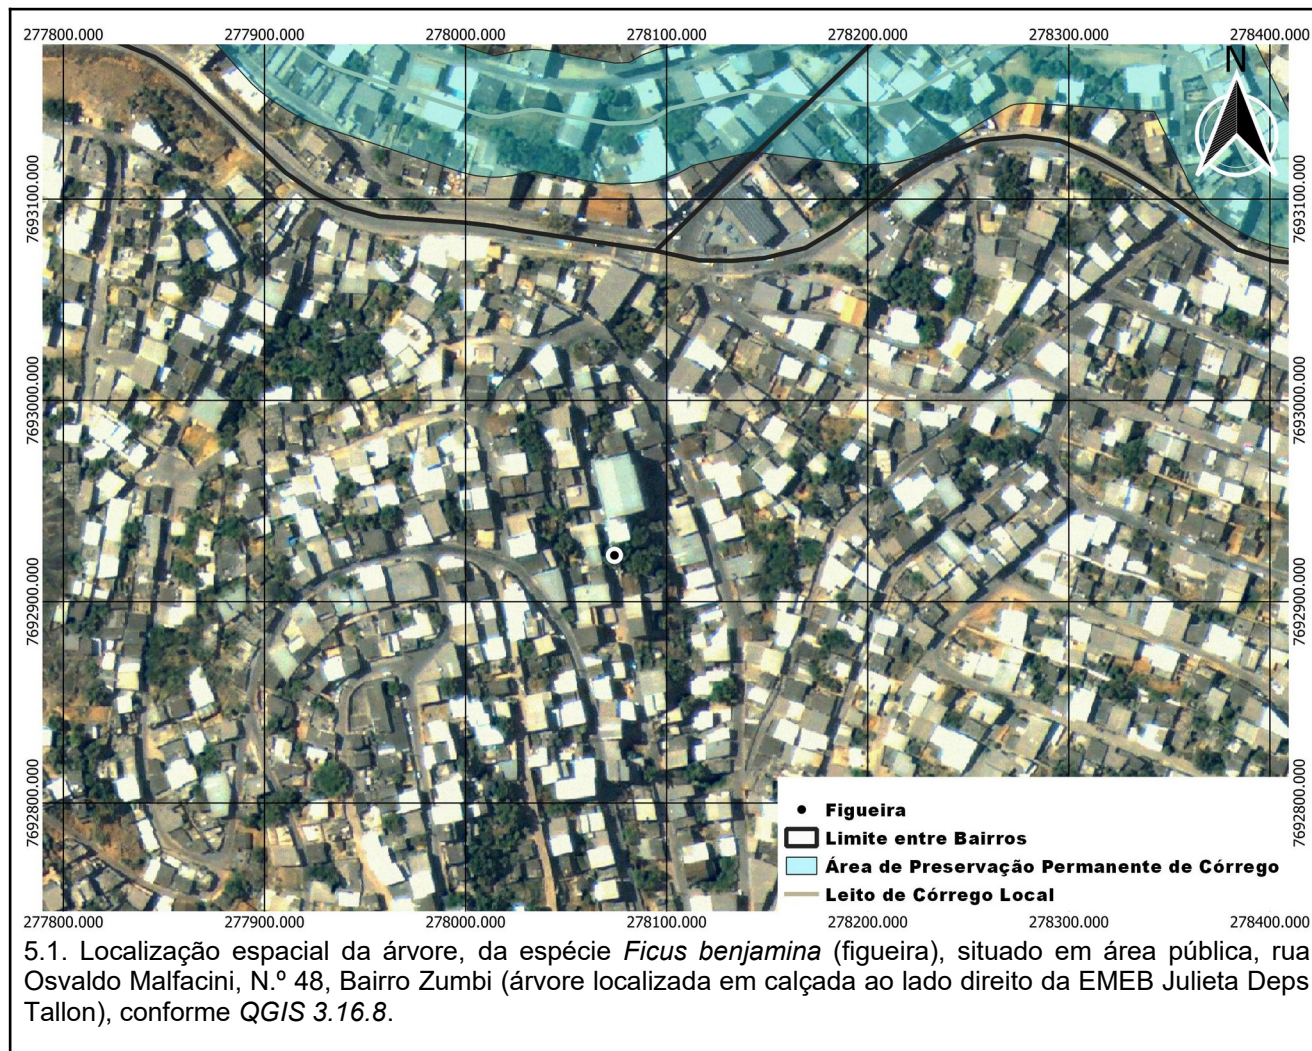 277800.000 277900.000 278000.000 278100.000 278200.000 278300.000 278400.000
N
7693100.000 7693100.000
7693000.000 7693000.000
7692900.000 7692900.000
7692800.000 7692800.000
Figueira
Limite entre Bairros
Área de Preservação Permanente de Córrego
Leito de Córrego Local
277800.000 277900.000 278000.000 278100.000 278200.000 278300.000 278400.000
5.1. Localização espacial da árvore, da espécie Ficus benjamina (figueira), situado em área pública, rua
Osvaldo Malfacini, N.º 48, Bairro Zumbi (árvore localizada em calçada ao lado direito da EMEB Julieta Deps
Tallon), conforme QGIS 3.16.8.